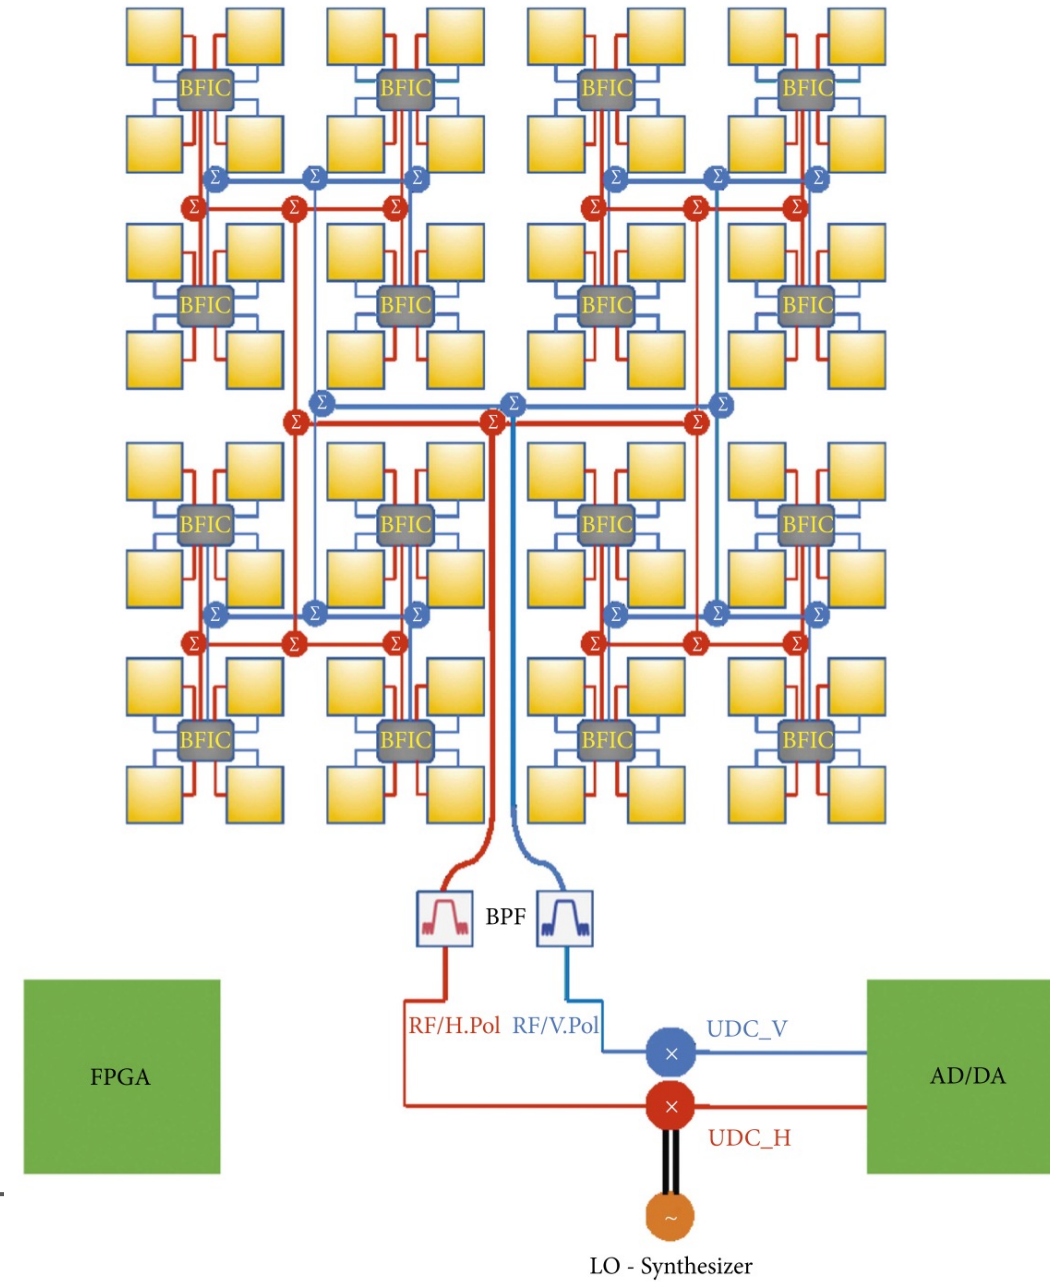 BFIC BFIC BFIC BFIC
Σ Σ Σ Σ Σ Σ
Σ Σ Σ Σ Σ Σ
BFIC BFIC BFIC BFIC
Σ Σ Σ
Σ Σ Σ
BFIC BFIC BFIC BFIC
Σ Σ Σ Σ Σ Σ
Σ Σ Σ Σ Σ Σ
BFIC BFIC BFIC BFIC
BPF
RF/H.Pol RF/V.Pol
UDC_V
×
FPGA
AD/DA
×
UDC_H
~
LO - Synthesizer